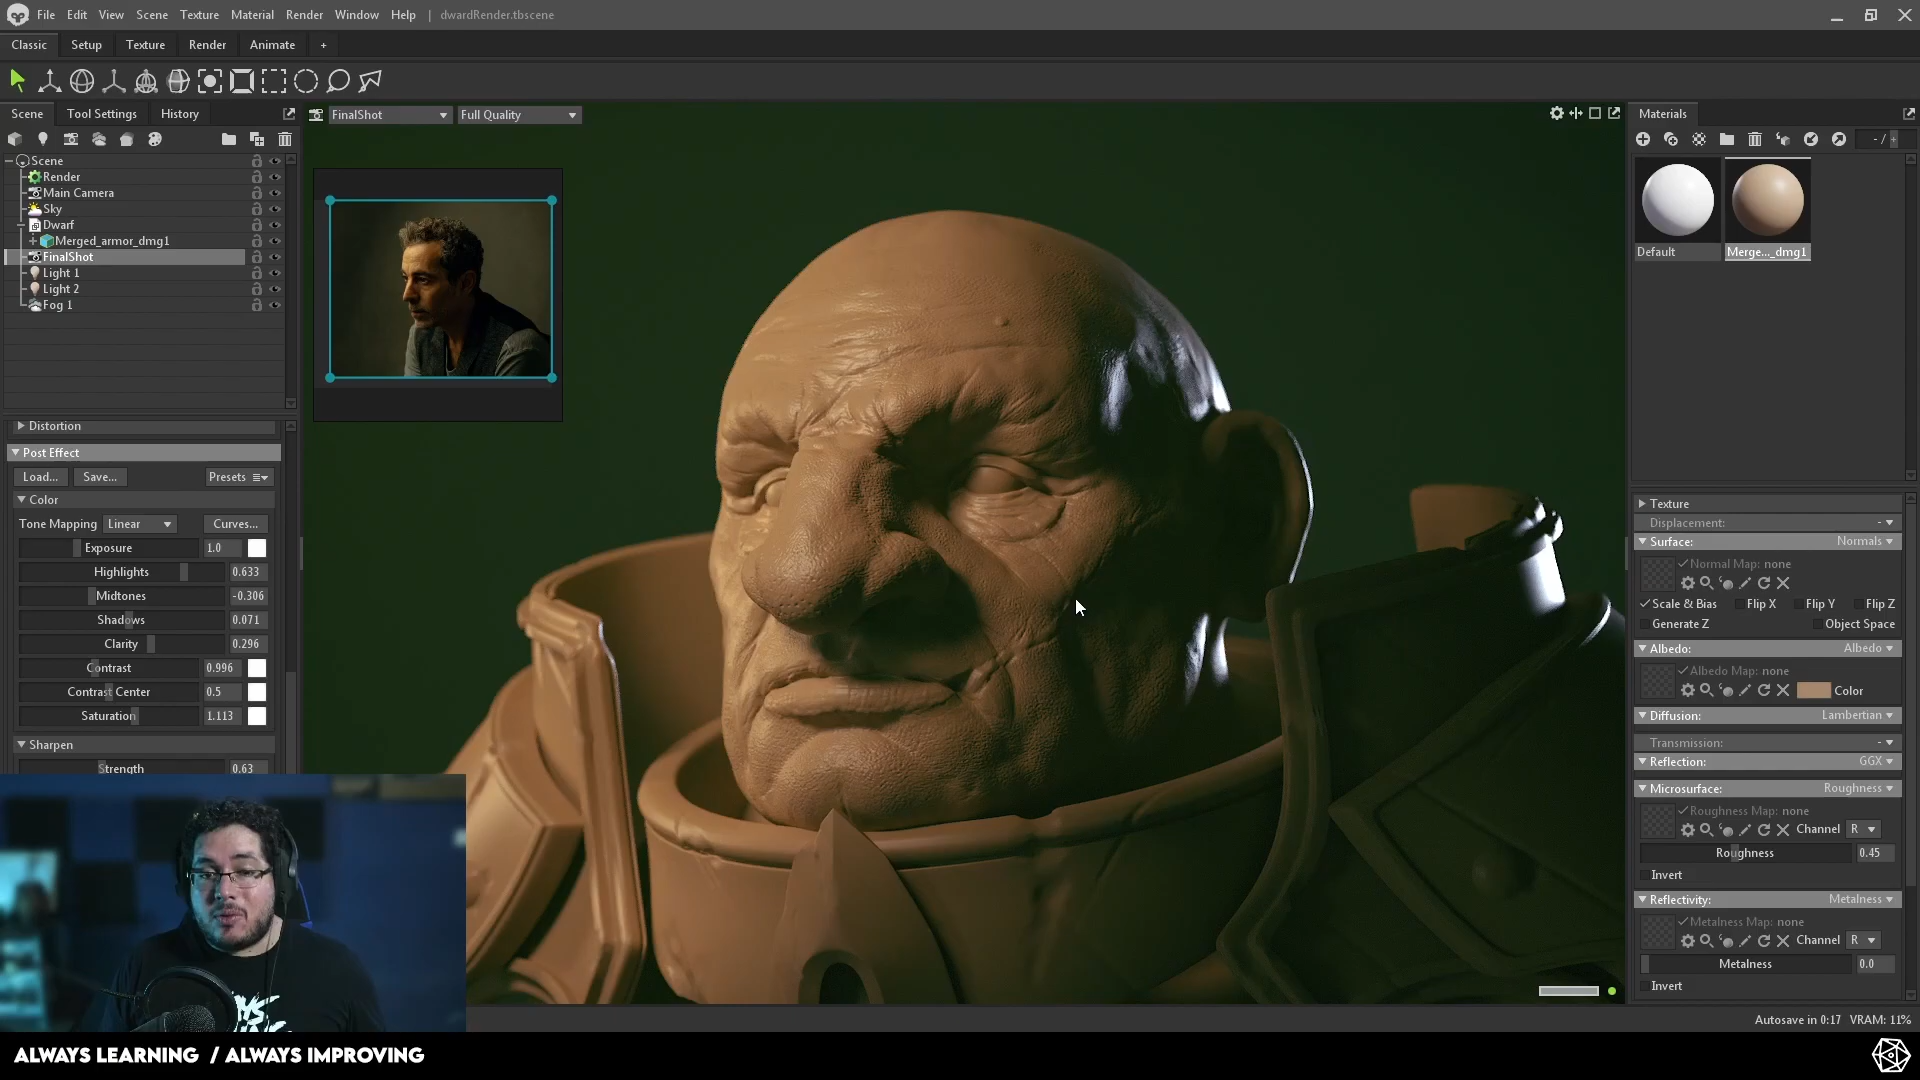 File Edit View Scene Texture Material Render Window Help | dwardRender.tbscene
Classic Setup Texture Render Animate +
Scene Tool Settings History
FinalShot Full Quality
Materials
- / +
Scene
Render
Main Camera
Sky
Dwarf
Merged_armor_dmg1
FinalShot
Light 1
Light 2
Fog 1
Default Merge..._dmg1
Distortion
Post Effect
Load... Save... Presets
Color
Tone Mapping Linear Curves...
Exposure 1.0
Highlights 0.633
Midtones -0.306
Shadows 0.071
Clarity 0.296
Contrast 0.996
Contrast Center 0.5
Saturation 1.113
Sharpen
Strength 0.63
Texture
Displacement: -
Surface: Normals
Normal Map: none
Scale & Bias Flip X Flip Y Flip Z
Generate Z Object Space
Albedo: Albedo
Albedo Map: none
Color
Diffusion: Lambertian
Transmission: -
Reflection: GGX
Microsurface: Roughness
Roughness Map: none
Channel R
Roughness 0.45
Invert
Reflectivity: Metalness
Metalness Map: none
Channel R
Metalness 0.0
Invert
Autosave in 0:17 VRAM: 11%
ALWAYS LEARNING / ALWAYS IMPROVING